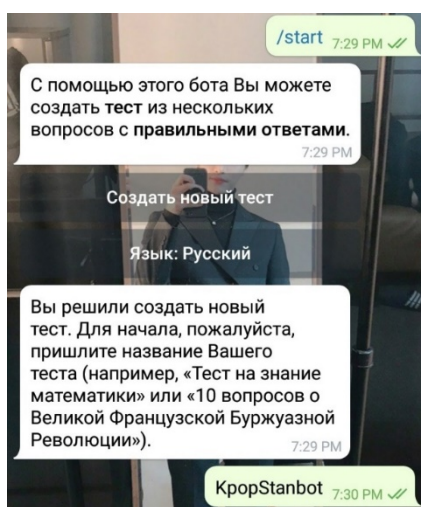 /start 7:29 PM
С помощью этого бота Вы можете
создать тест из нескольких
вопросов с правильными ответами.
7:29 PM
Создать новый тест
Язык: Русский
Вы решили создать новый
тест. Для начала, пожалуйста,
пришлите название Вашего
теста (например, «Тест на знание
математики» или «10 вопросов о
Великой Французской Буржуазной
Революции»). 7:29 PM
KpopStanbot 7:30 PM